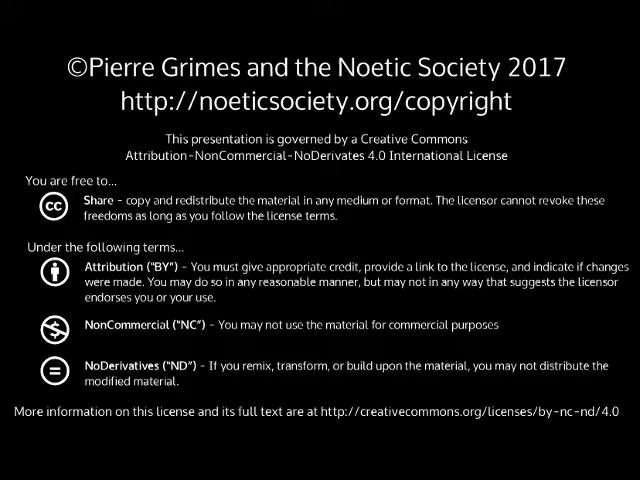 ©Pierre Grimes and the Noetic Society 2017
http://noeticsociety.org/copyright
This presentation is governed by a Creative Commons
Attribution-NonCommercial-NoDerivates 4.0 International License
You are free to...
cc
Share - copy and redistribute the material in any medium or format. The licensor cannot revoke these
freedoms as long as you follow the license terms.
Under the following terms...
Attribution ("BY") - You must give appropriate credit, provide a link to the license, and indicate if changes
were made. You may do so in any reasonable manner, but may not in any way that suggests the licensor
endorses you or your use.
NonCommercial ("NC") - You may not use the material for commercial purposes
NoDerivatives ("ND") - If you remix, transform, or build upon the material, you may not distribute the
modified material.
More information on this license and its full text are at http://creativecommons.org/licenses/by-nc-nd/4.0